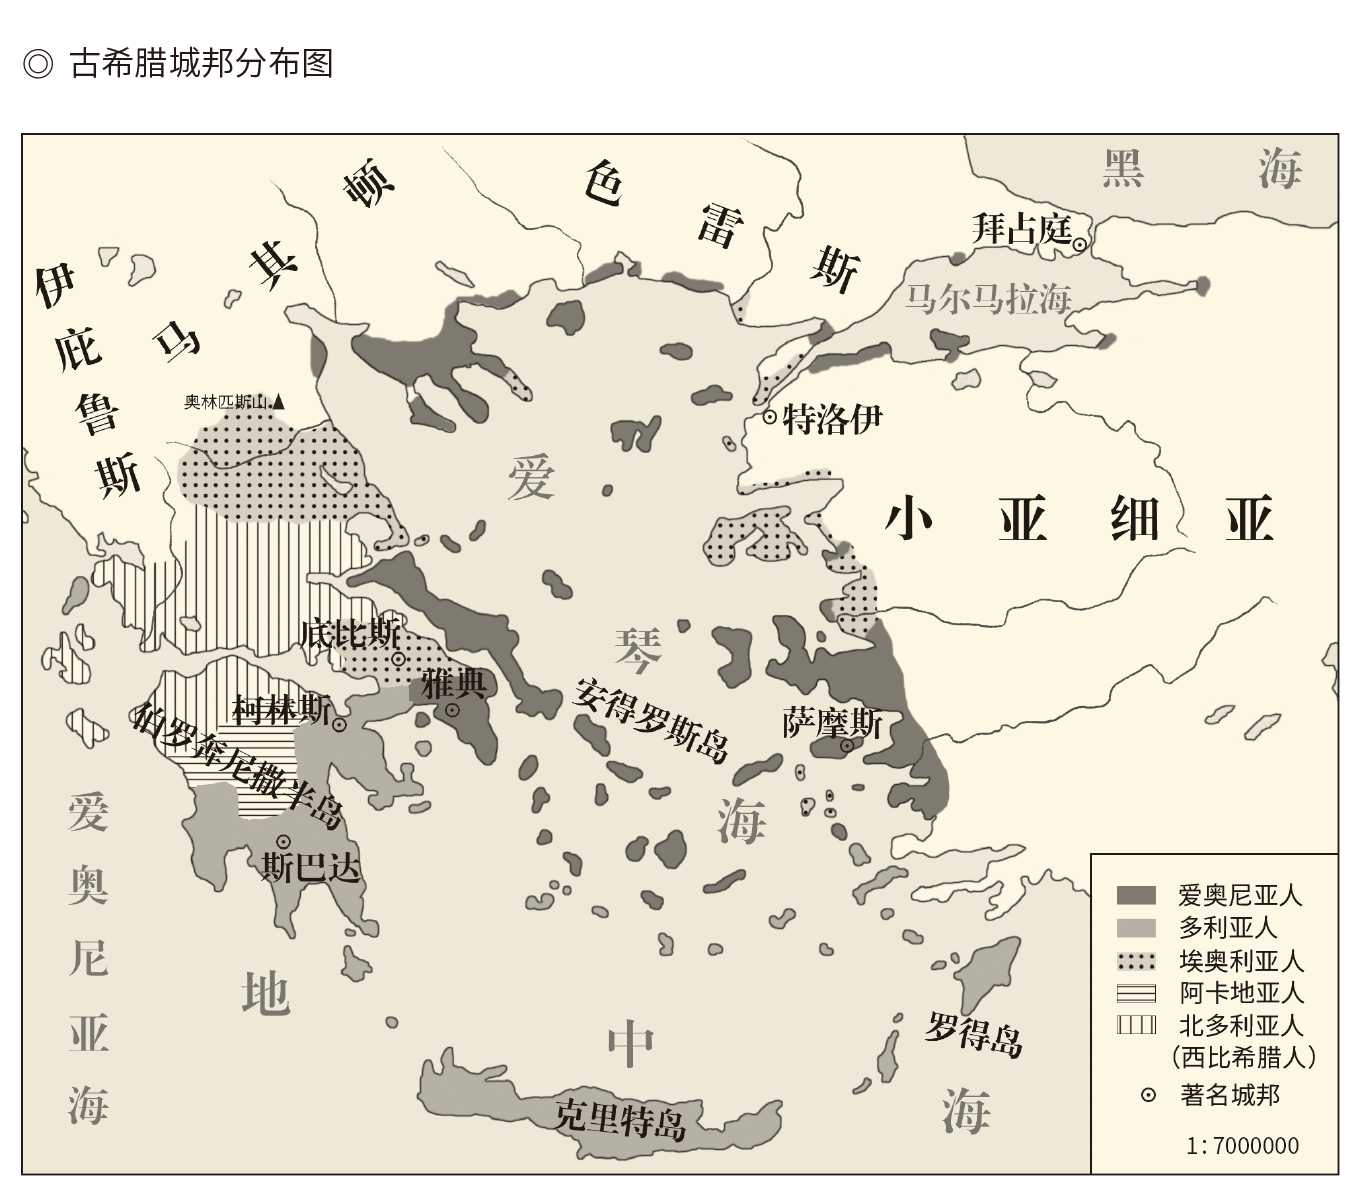 ◎ 古希腊城邦分布图
黑海
拜占庭
马尔马拉海
色雷斯
马其顿
伊庇鲁斯
奥林匹斯山
特洛伊
小亚细亚
爱琴海
底比斯
雅典
柯林斯
伯罗奔尼撒半岛
斯巴达
安得罗斯岛
萨摩斯
爱奥尼亚海
地中海
罗得岛
克里特岛
爱奥尼亚人
多利亚人
埃奥利亚人
阿卡地亚人
北多利亚人
(西比希腊人)
著名城邦
1:7000000